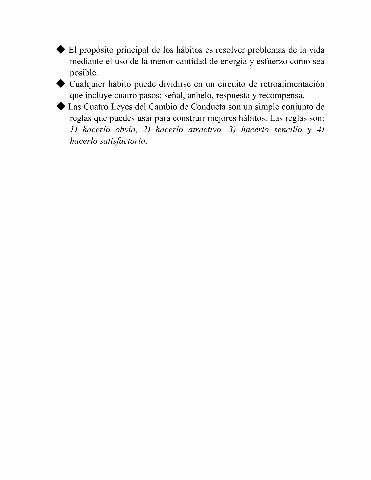 ◆ El propósito principal de los hábitos es resolver problemas de la vida
mediante el uso de la menor cantidad de energía y esfuerzo como sea
posible.
◆ Cualquier hábito puede dividirse en un circuito de retroalimentación
que incluye cuatro pasos: señal, anhelo, respuesta y recompensa.
◆ Las Cuatro Leyes del Cambio de Conducta son un simple conjunto de
reglas que puedes usar para construir mejores hábitos. Las reglas son:
1) hacerlo obvio, 2) hacerlo atractivo, 3) hacerlo sencillo y 4)
hacerlo satisfactorio.